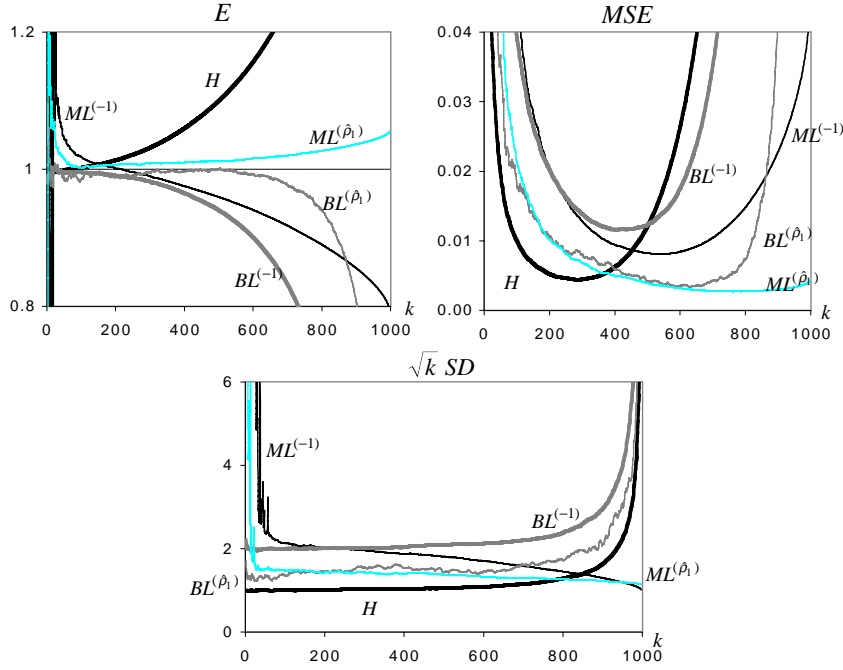 E
1.2
1
0.8
0 200 400 600 800 1000
k
H
ML^(-1)
ML^(ρ̂₁)
BL^(ρ̂₁)
BL^(-1)
MSE
0.04
0.03
0.02
0.01
0.00
0 200 400 600 800 1000
k
ML^(-1)
BL^(-1)
BL^(ρ̂₁)
ML^(ρ̂₁)
H
√k SD
6
4
2
0
0 200 400 600 800 1000
k
ML^(-1)
BL^(-1)
BL^(ρ̂₁)
ML^(ρ̂₁)
H